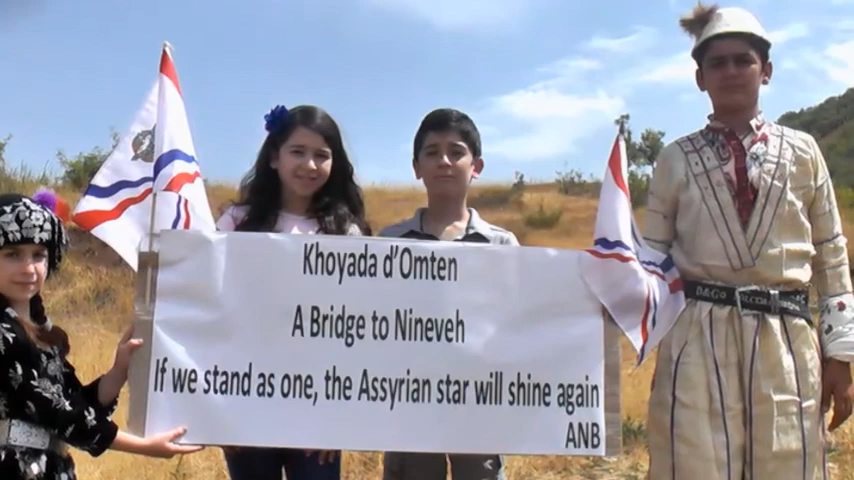 Khoyada d'Omten
A Bridge to Nineveh
If we stand as one, the Assyrian star will shine again
ANB